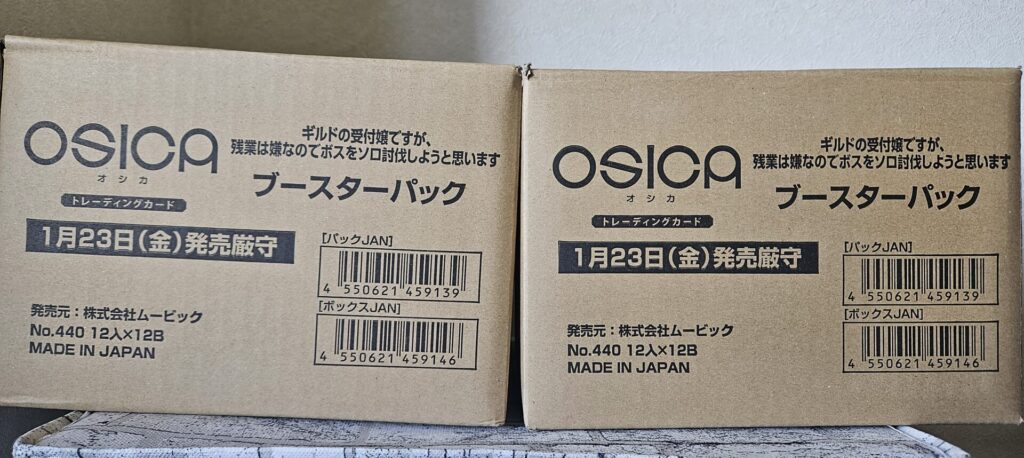 OSICA
オシカ
トレーディングカード
ギルドの受付嬢ですが、
残業は嫌なのでボスをソロ討伐しようと思います
ブースターパック
1月23日(金)発売厳守
[パックJAN]
4 550621 459139
[ボックスJAN]
4 550621 459146
発売元:株式会社ムービック
No.440 12入×12B
MADE IN JAPAN
OSICA
オシカ
トレーディングカード
ギルドの受付嬢ですが、
残業は嫌なのでボスをソロ討伐しようと思います
ブースターパック
1月23日(金)発売厳守
[パックJAN]
4 550621 459139
[ボックスJAN]
4 550621 459146
発売元:株式会社ムービック
No.440 12入×12B
MADE IN JAPAN